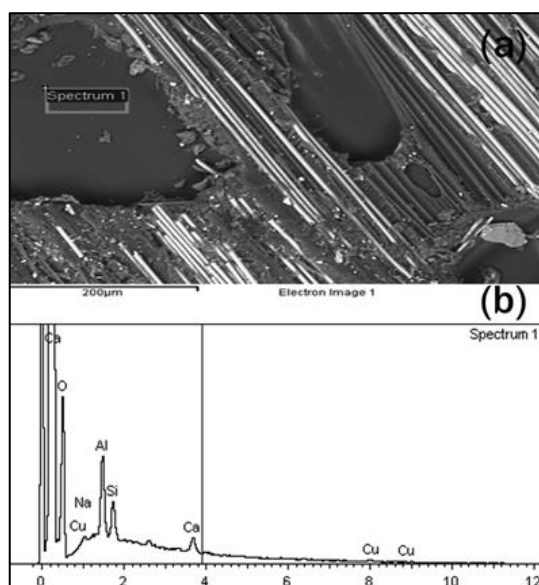 (a)
Spectrum 1
200µm Electron Image 1
(b)
Spectrum 1
Ca
O
Al
Na
Si
Cu
Ca
Cu Cu
0 2 4 6 8 10 12